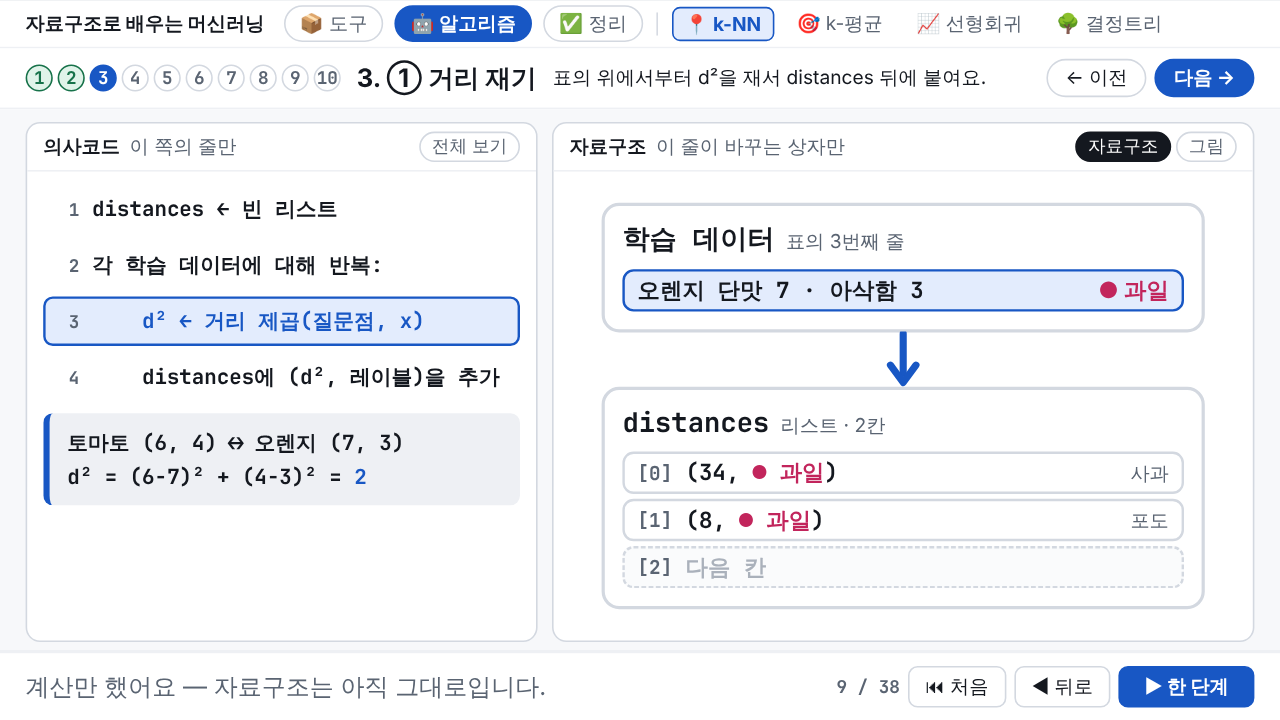 자료구조로 배우는 머신러닝 📦 도구 🤖 알고리즘 ✅ 정리 📍 k-NN 🎯 k-평균 📈 선형회귀 🌳 결정트리
1 2 3 4 5 6 7 8 9 10 3. ① 거리 재기 표의 위에서부터 d²을 재서 distances 뒤에 붙여요. ← 이전 다음 →
의사코드 이 쪽의 줄만 전체 보기
1 distances ← 빈 리스트
2 각 학습 데이터에 대해 반복:
3 d² ← 거리 제곱(질문점, x)
4 distances에 (d², 레이블)을 추가
토마토 (6, 4) ↔ 오렌지 (7, 3)
d² = (6-7)² + (4-3)² = 2
자료구조 이 줄이 바꾸는 상자만 자료구조 그림
학습 데이터 표의 3번째 줄
오렌지 단맛 7 · 아삭함 3 ● 과일
distances 리스트 · 2칸
[0] (34, ● 과일) 사과
[1] (8, ● 과일) 포도
[2] 다음 칸
계산만 했어요 — 자료구조는 아직 그대로입니다. 9 / 38 ⏮ 처음 ◀ 뒤로 ▶ 한 단계